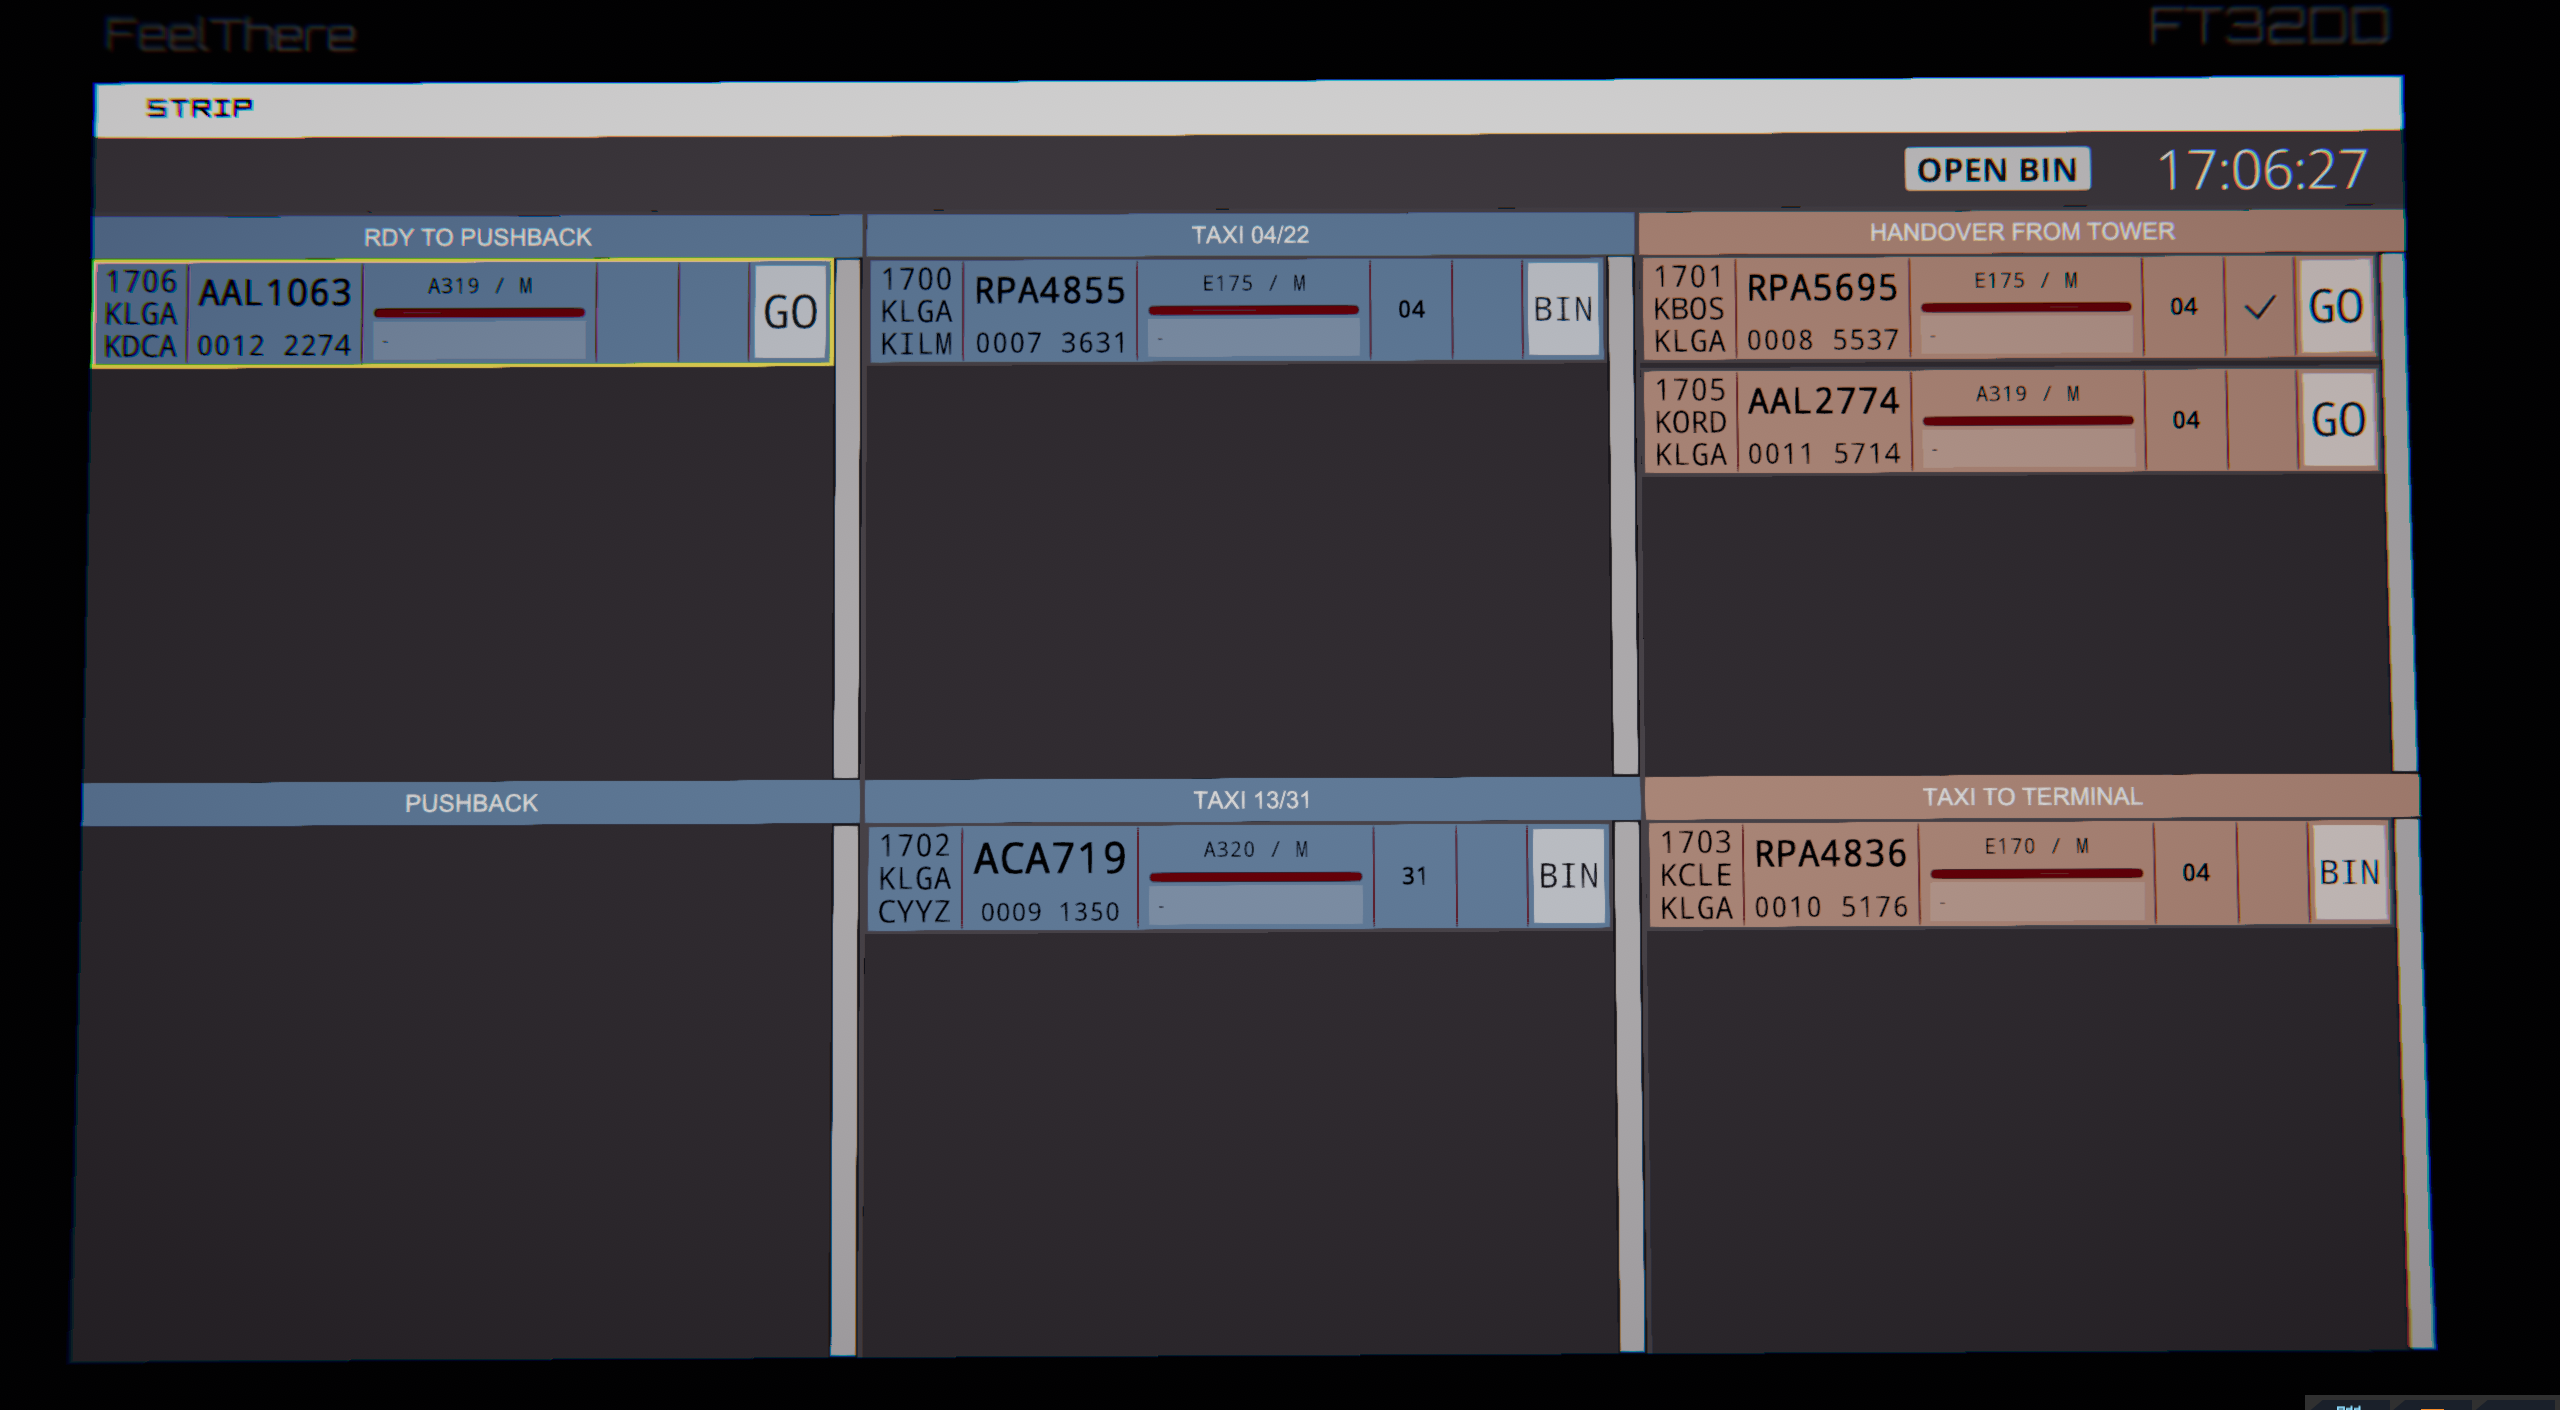 FeelThere
FT32DD
STRIP
OPEN BIN 17:06:27
RDY TO PUSHBACK
1706 AAL1063 A319 / M GO
KLGA
KDCA 0012 2274 -
TAXI 04/22
1700 RPA4855 E175 / M
KLGA 04 BIN
KILM 0007 3631 -
HANDOVER FROM TOWER
1701 RPA5695 E175 / M
KBOS 04 ✓ GO
KLGA 0008 5537 -
1705 AAL2774 A319 / M
KORD 04 GO
KLGA 0011 5714 -
PUSHBACK
TAXI 13/31
1702 ACA719 A320 / M
KLGA 31 BIN
CYYZ 0009 1350 -
TAXI TO TERMINAL
1703 RPA4836 E170 / M
KCLE 04 BIN
KLGA 0010 5176 -